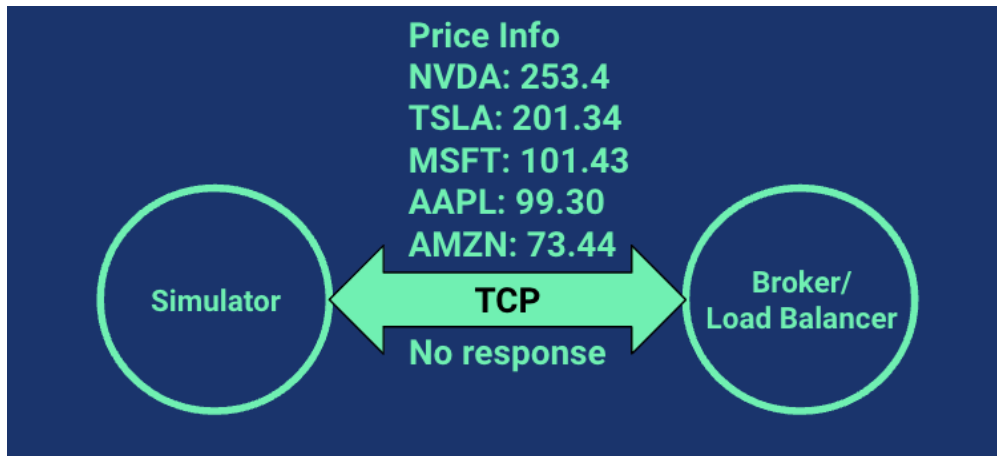 Price Info
NVDA: 253.4
TSLA: 201.34
MSFT: 101.43
AAPL: 99.30
AMZN: 73.44
Simulator
TCP
Broker/
Load Balancer
No response